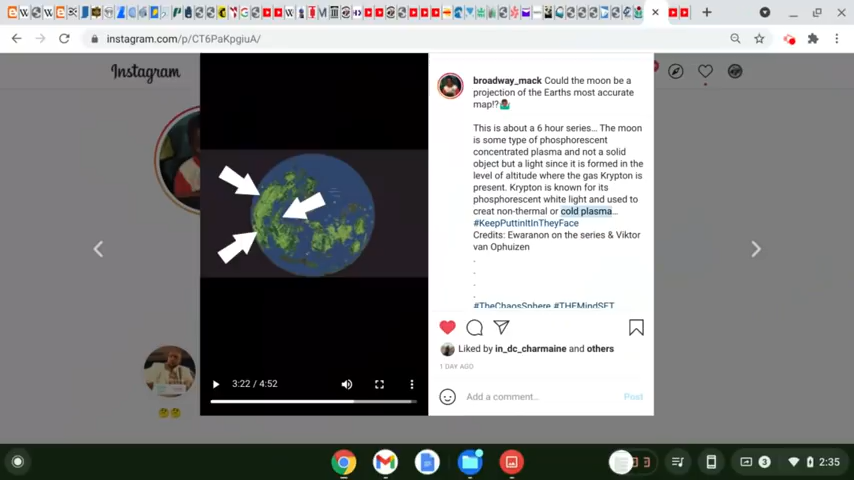 instagram.com/p/CT6PaKpgiuA/
Instagram
broadway_mack Could the moon be a
projection of the Earths most accurate
map!?🤷🏾‍♂️
This is about a 6 hour series... The moon
is some type of phosphorescent
concentrated plasma and not a solid
object but a light since it is formed in the
level of altitude where the gas Krypton is
present. Krypton is known for its
phosphorescent white light and used to
creat non-thermal or cold plasma...
#KeepPuttinItInTheyFace
Credits: Ewaranon on the series & Viktor
van Ophuizen
.
.
.
.
#TheChaosSphere #THEMindSET
Liked by in_dc_charmaine and others
1 DAY AGO
3:22 / 4:52
Add a comment...
Post
3
2:35